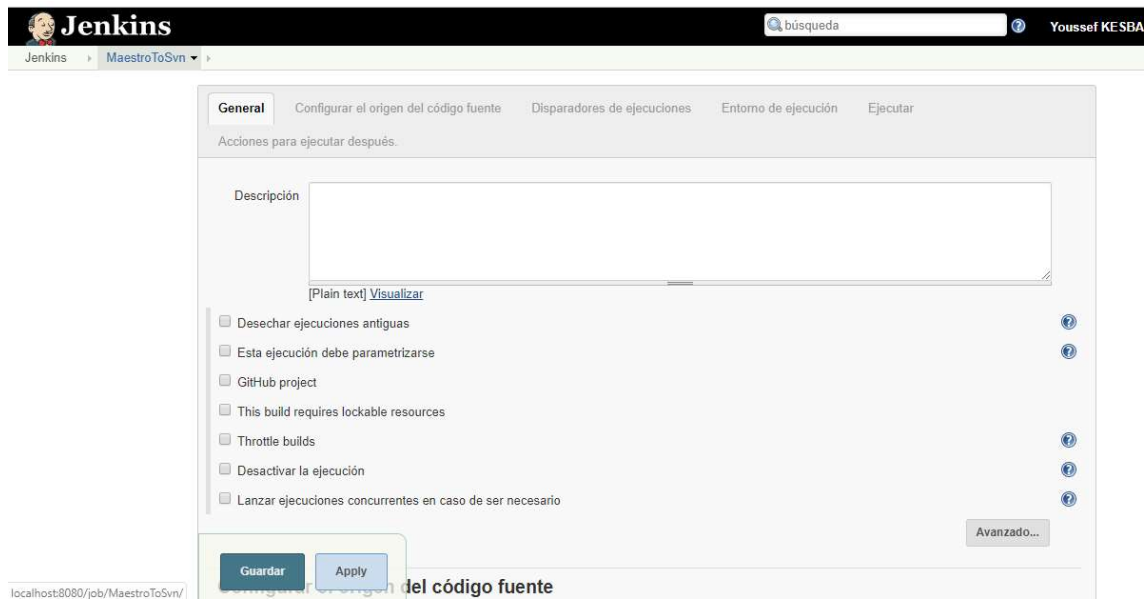 Jenkins
búsqueda
Youssef KESBA
Jenkins MaestroToSvn
General Configurar el origen del código fuente Disparadores de ejecuciones Entorno de ejecución Ejecutar
Acciones para ejecutar después.
Descripción
[Plain text] Visualizar
Desechar ejecuciones antiguas
Esta ejecución debe parametrizarse
GitHub project
This build requires lockable resources
Throttle builds
Desactivar la ejecución
Lanzar ejecuciones concurrentes en caso de ser necesario
Avanzado...
Guardar Apply
Configurar el origen del código fuente
localhost:8080/job/MaestroToSvn/